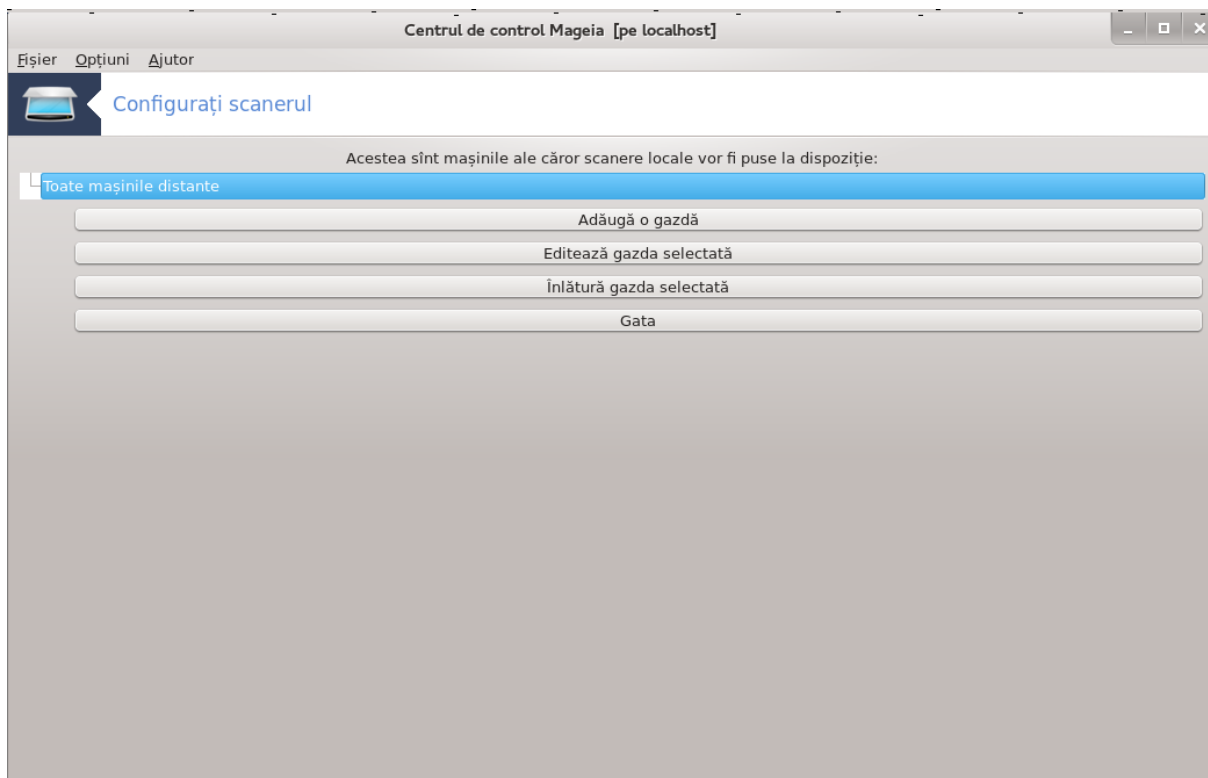 Centrul de control Mageia [pe localhost]
Fișier Opțiuni Ajutor
Configurați scanerul
Acestea sînt mașinile ale căror scanere locale vor fi puse la dispoziție:
Toate mașinile distante
Adăugă o gazdă
Editează gazda selectată
Înlătură gazda selectată
Gata